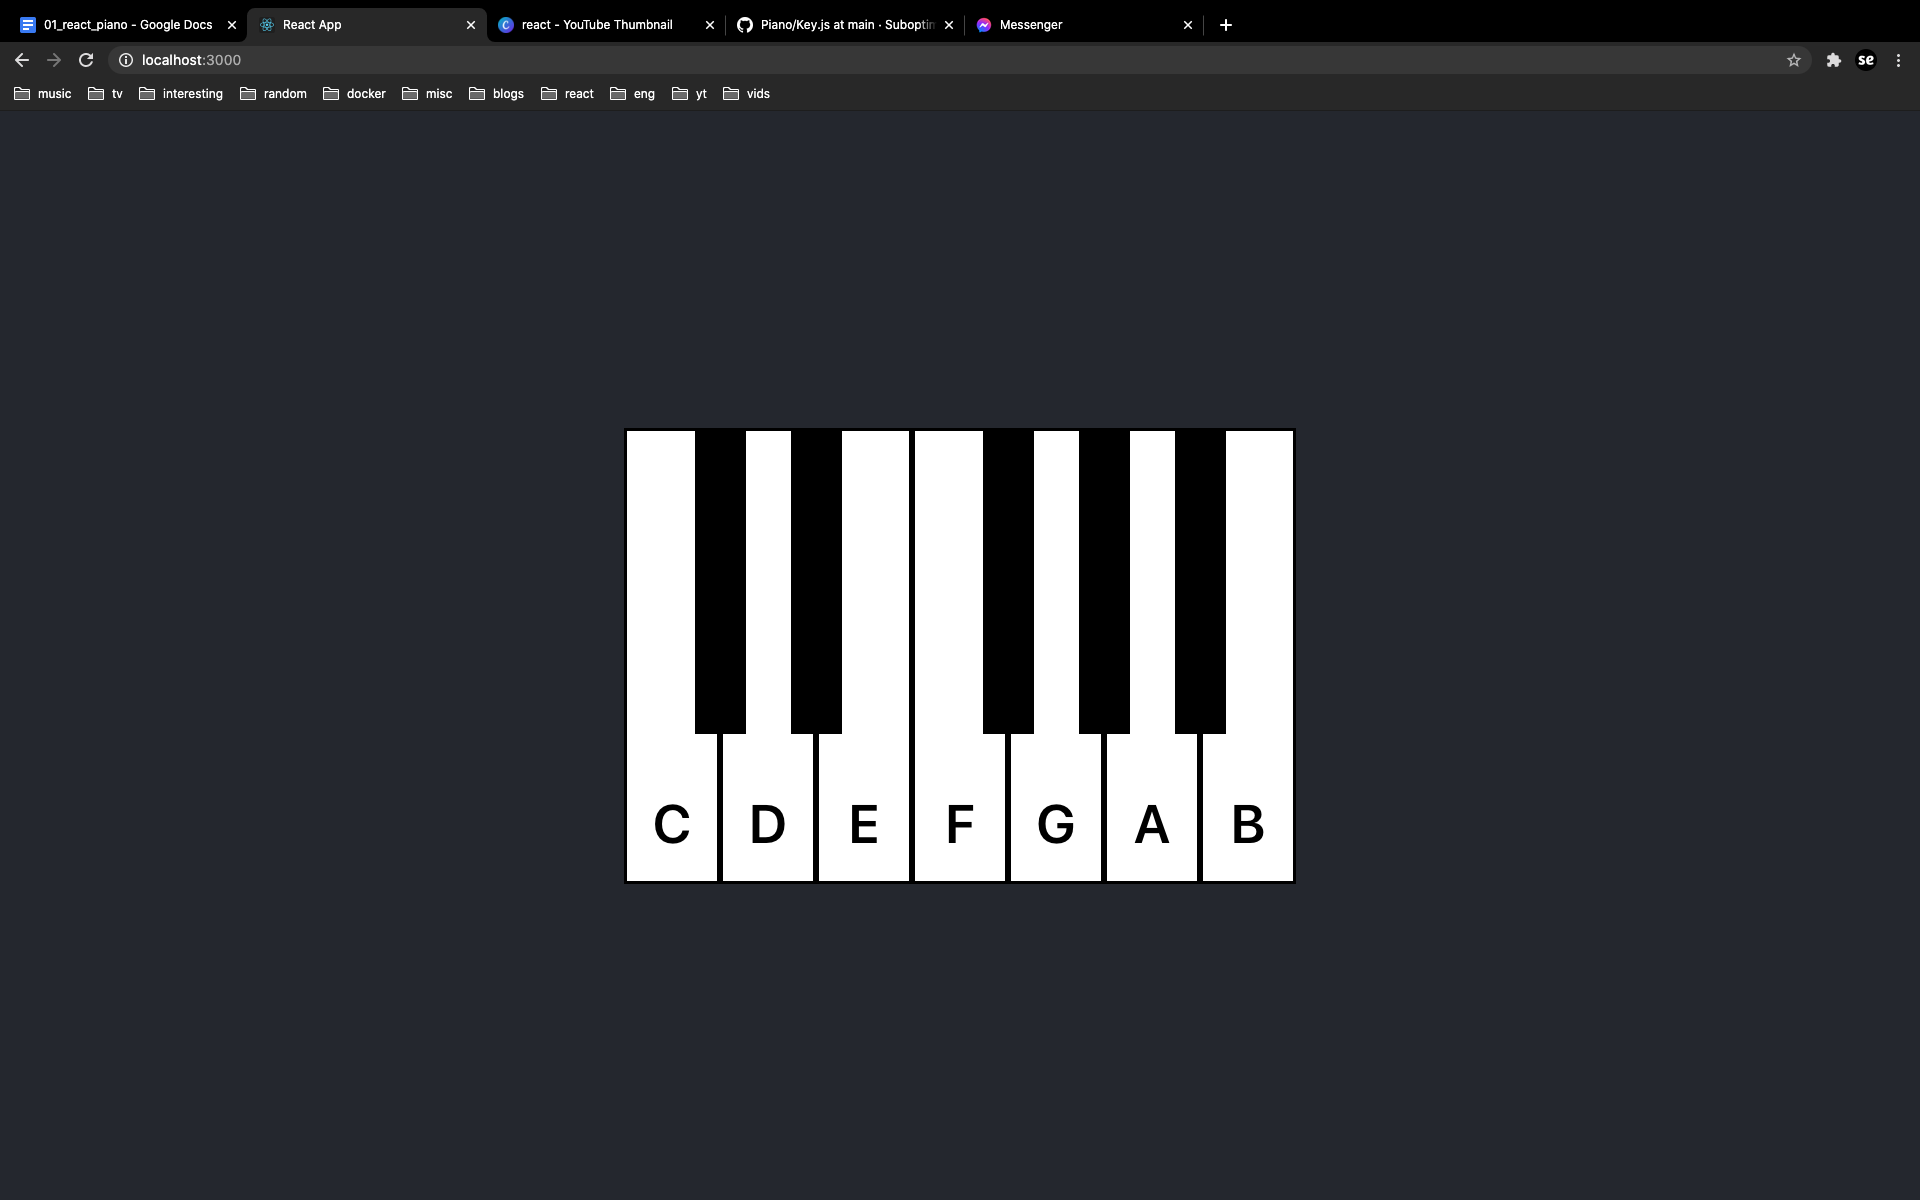 01_react_piano - Google Docs
React App
react - YouTube Thumbnail
Piano/Key.js at main · Suboptim
Messenger
localhost:3000
se
music tv interesting random docker misc blogs react eng yt vids
C D E F G A B